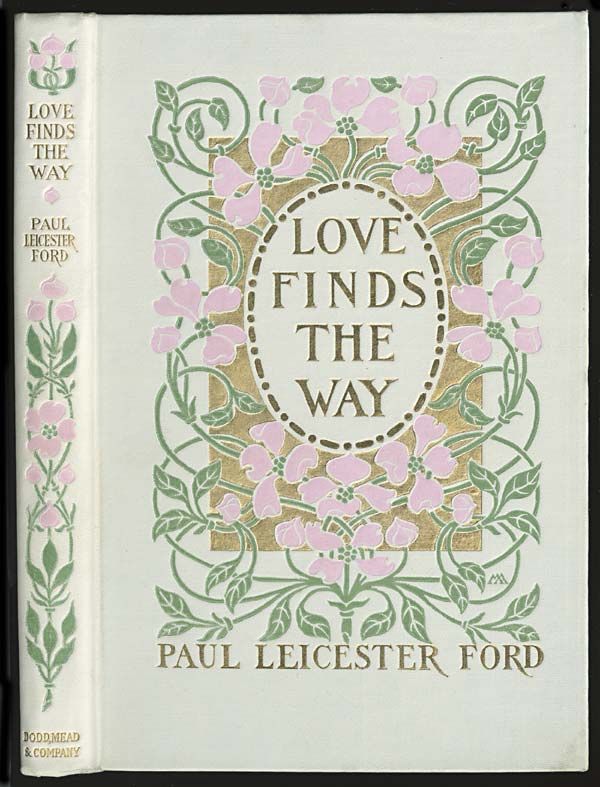 LOVE
FINDS
THE
WAY
PAUL
LEICESTER
FORD
DODD, MEAD
& COMPANY
LOVE
FINDS
THE
WAY
PAUL LEICESTER FORD